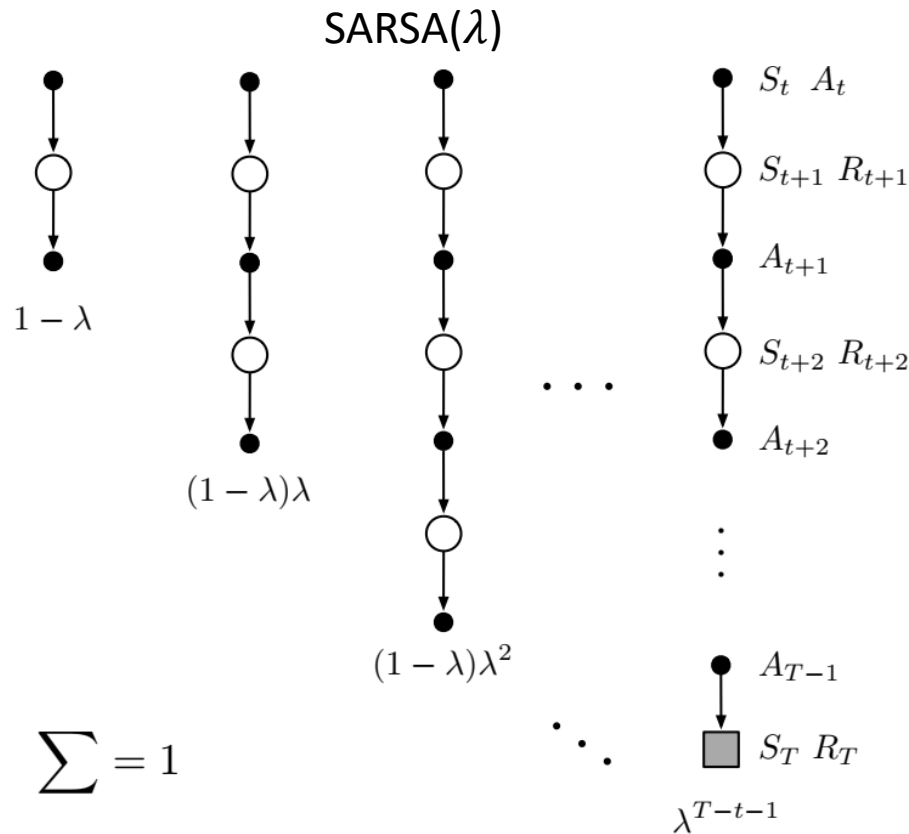 SARSA(λ)
S_t A_t
S_{t+1} R_{t+1}
A_{t+1}
1 − λ
S_{t+2} R_{t+2}
. . .
A_{t+2}
(1 − λ)λ
(1 − λ)λ²
A_{T−1}
∑ = 1
S_T R_T
λ^{T−t−1}